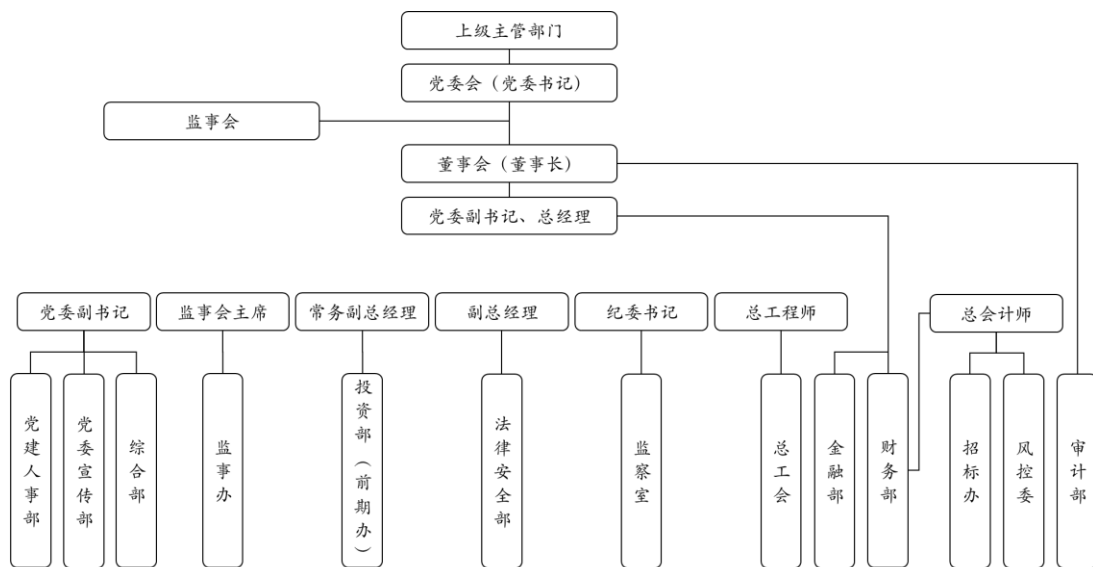 上级主管部门
党委会（党委书记）
监事会
董事会（董事长）
党委副书记、总经理
党委副书记
监事会主席
常务副总经理
副总经理
纪委书记
总工程师
总会计师
党建人事部
党委宣传部
综合部
监事办
投资部（前期办）
法律安全部
监察室
总工会
金融部
财务部
招标办
风控委
审计部